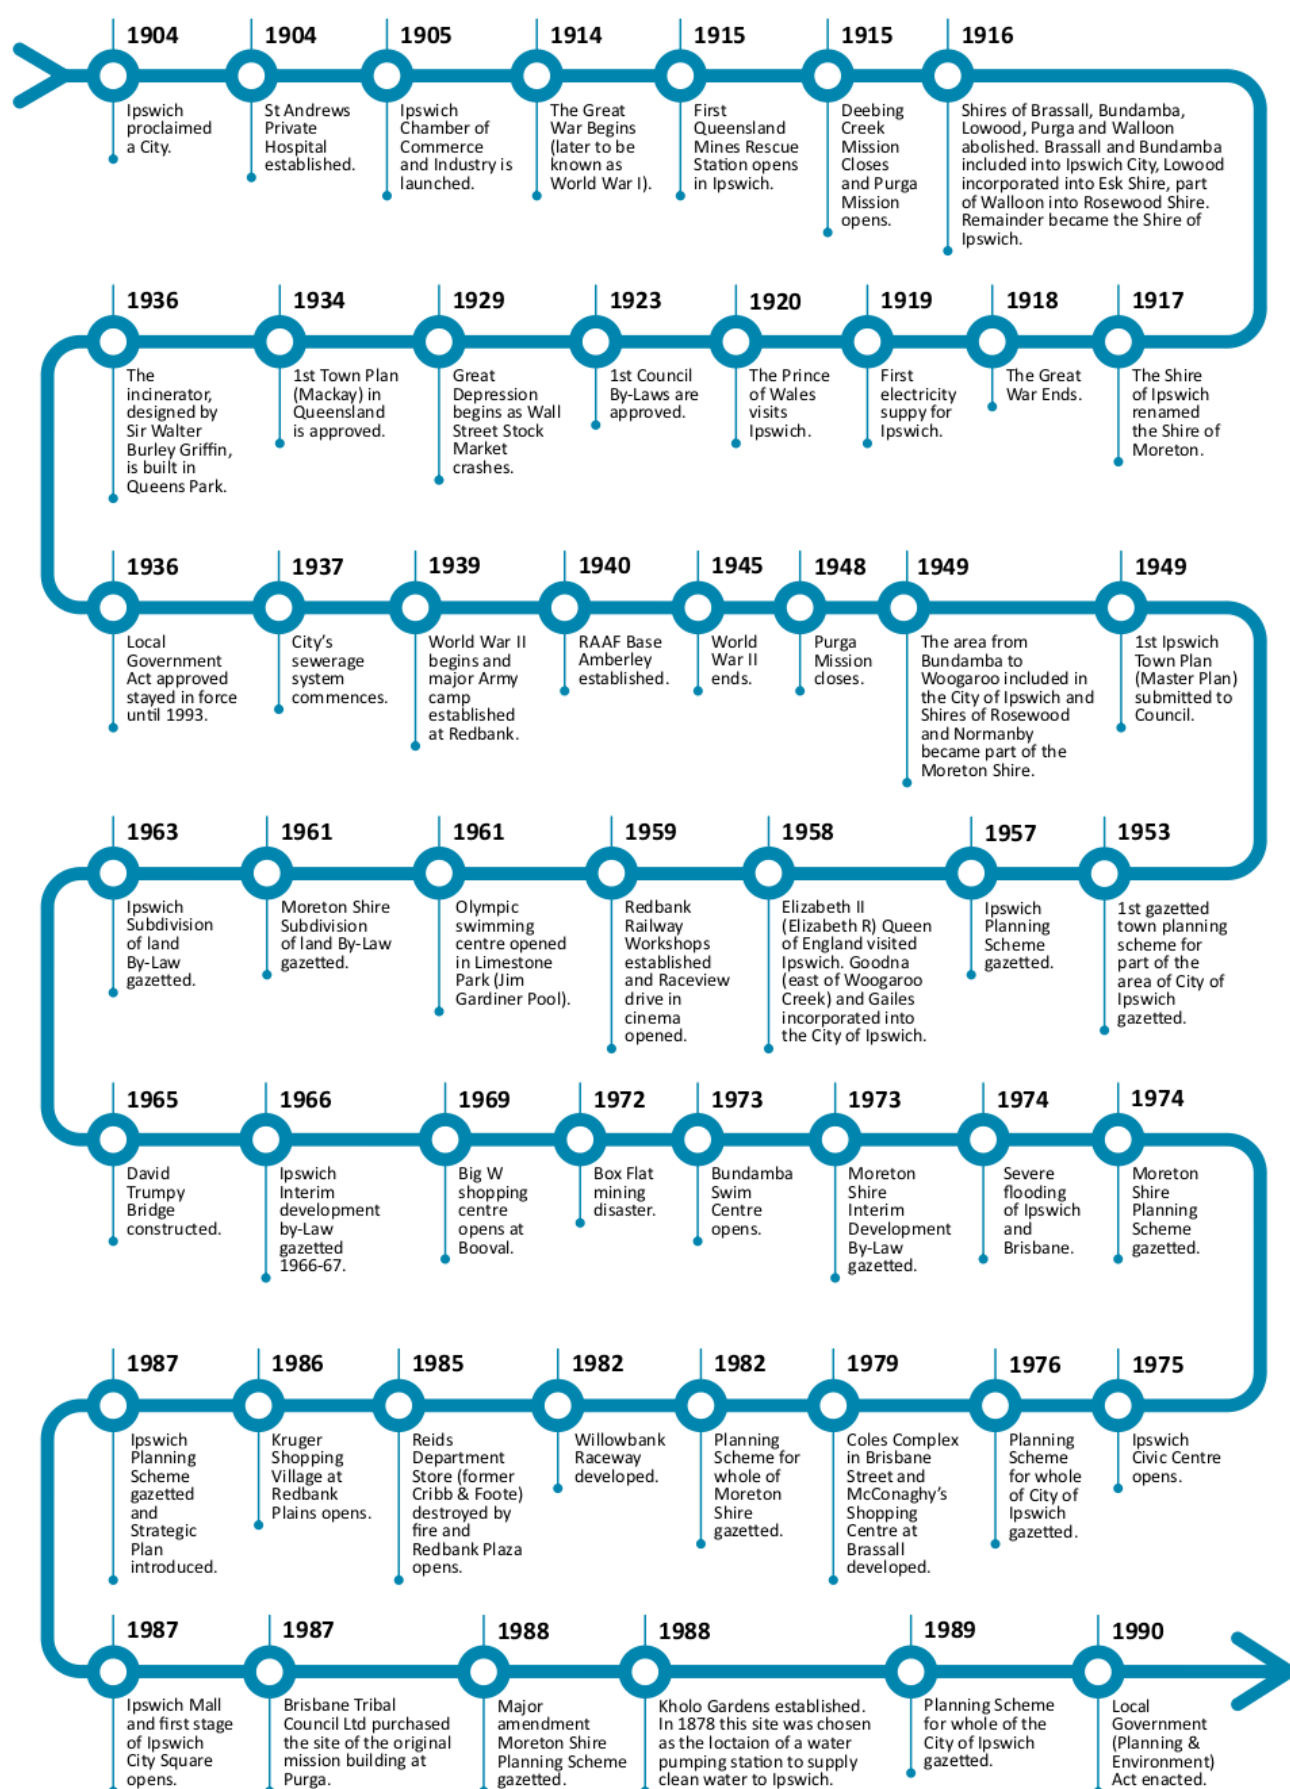 1904
Ipswich
proclaimed
a City.
1904
St Andrews
Private
Hospital
established.
1905
Ipswich
Chamber of
Commerce
and Industry is
launched.
1914
The Great
War Begins
(later to be
known as
World War I).
1915
First
Queensland
Mines Rescue
Station opens
in Ipswich.
1915
Deebing
Creek
Mission
Closes
and Purga
Mission
opens.
1916
Shires of Brassall, Bundamba,
Lowood, Purga and Walloon
abolished. Brassall and Bundamba
included into Ipswich City, Lowood
incorporated into Esk Shire, part
of Walloon into Rosewood Shire.
Remainder became the Shire of
Ipswich.
1936
The
incinerator,
designed by
Sir Walter
Burley Griffin,
is built in
Queens Park.
1934
1st Town Plan
(Mackay) in
Queensland
is approved.
1929
Great
Depression
begins as Wall
Street Stock
Market
crashes.
1923
1st Council
By-Laws are
approved.
1920
The Prince
of Wales
visits
Ipswich.
1919
First
electricity
suppy for
Ipswich.
1918
The Great
War Ends.
1917
The Shire
of Ipswich
renamed
the Shire of
Moreton.
1936
Local
Government
Act approved
stayed in force
until 1993.
1937
City’s
sewerage
system
commences.
1939
World War II
begins and
major Army
camp
established
at Redbank.
1940
RAAF Base
Amberley
established.
1945
World
War II
ends.
1948
Purga
Mission
closes.
1949
The area from
Bundamba to
Woogaroo included in
the City of Ipswich and
Shires of Rosewood
and Normanby
became part of the
Moreton Shire.
1949
1st Ipswich
Town Plan
(Master Plan)
submitted to
Council.
1963
Ipswich
Subdivision
of land
By-Law
gazetted.
1961
Moreton Shire
Subdivision
of land By-Law
gazetted.
1961
Olympic
swimming
centre opened
in Limestone
Park (Jim
Gardiner Pool).
1959
Redbank
Railway
Workshops
established
and Raceview
drive in
cinema
opened.
1958
Elizabeth II
(Elizabeth R) Queen
of England visited
Ipswich. Goodna
(east of Woogaroo
Creek) and Gailes
incorporated into
the City of Ipswich.
1957
Ipswich
Planning
Scheme
gazetted.
1953
1st gazetted
town planning
scheme for
part of the
area of City of
Ipswich
gazetted.
1965
David
Trumpy
Bridge
constructed.
1966
Ipswich
Interim
development
by-Law
gazetted
1966-67.
1969
Big W
shopping
centre
opens at
Booval.
1972
Box Flat
mining
disaster.
1973
Bundamba
Swim
Centre
opens.
1973
Moreton
Shire
Interim
Development
By-Law
gazetted.
1974
Severe
flooding
of Ipswich
and
Brisbane.
1974
Moreton
Shire
Planning
Scheme
gazetted.
1987
Ipswich
Planning
Scheme
gazetted
and
Strategic
Plan
introduced.
1986
Kruger
Shopping
Village at
Redbank
Plains opens.
1985
Reids
Department
Store (former
Cribb & Foote)
destroyed by
fire and
Redbank Plaza
opens.
1982
Willowbank
Raceway
developed.
1982
Planning
Scheme for
whole of
Moreton
Shire
gazetted.
1979
Coles Complex
in Brisbane
Street and
McConaghy’s
Shopping
Centre at
Brassall
developed.
1976
Planning
Scheme
for whole
of City of
Ipswich
gazetted.
1975
Ipswich
Civic Centre
opens.
1987
Ipswich Mall
and first stage
of Ipswich
City Square
opens.
1987
Brisbane Tribal
Council Ltd purchased
the site of the original
mission building at
Purga.
1988
Major
amendment
Moreton Shire
Planning Scheme
gazetted.
1988
Kholo Gardens established.
In 1878 this site was chosen
as the loctaion of a water
pumping station to supply
clean water to Ipswich.
1989
Planning Scheme
for whole of the
City of Ipswich
gazetted.
1990
Local
Government
(Planning &
Environment)
Act enacted.